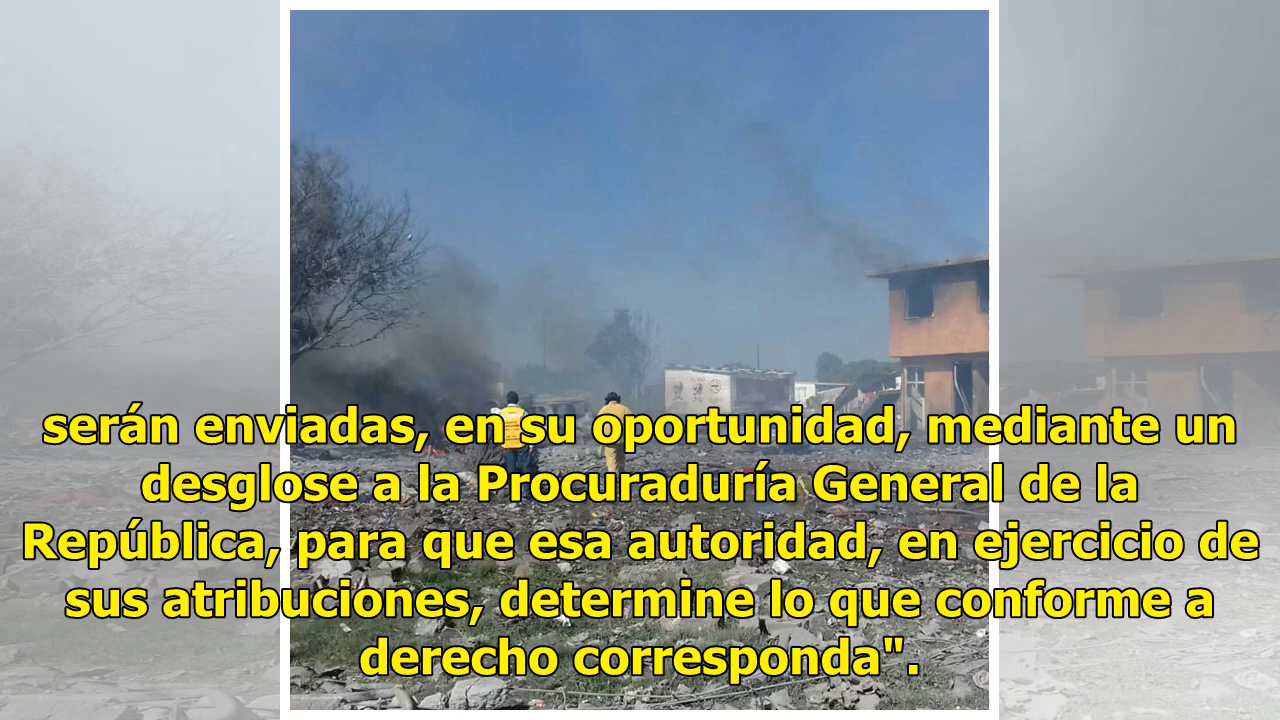 serán enviadas, en su oportunidad, mediante un
desglose a la Procuraduría General de la
República, para que esa autoridad, en ejercicio de
sus atribuciones, determine lo que conforme a
derecho corresponda".